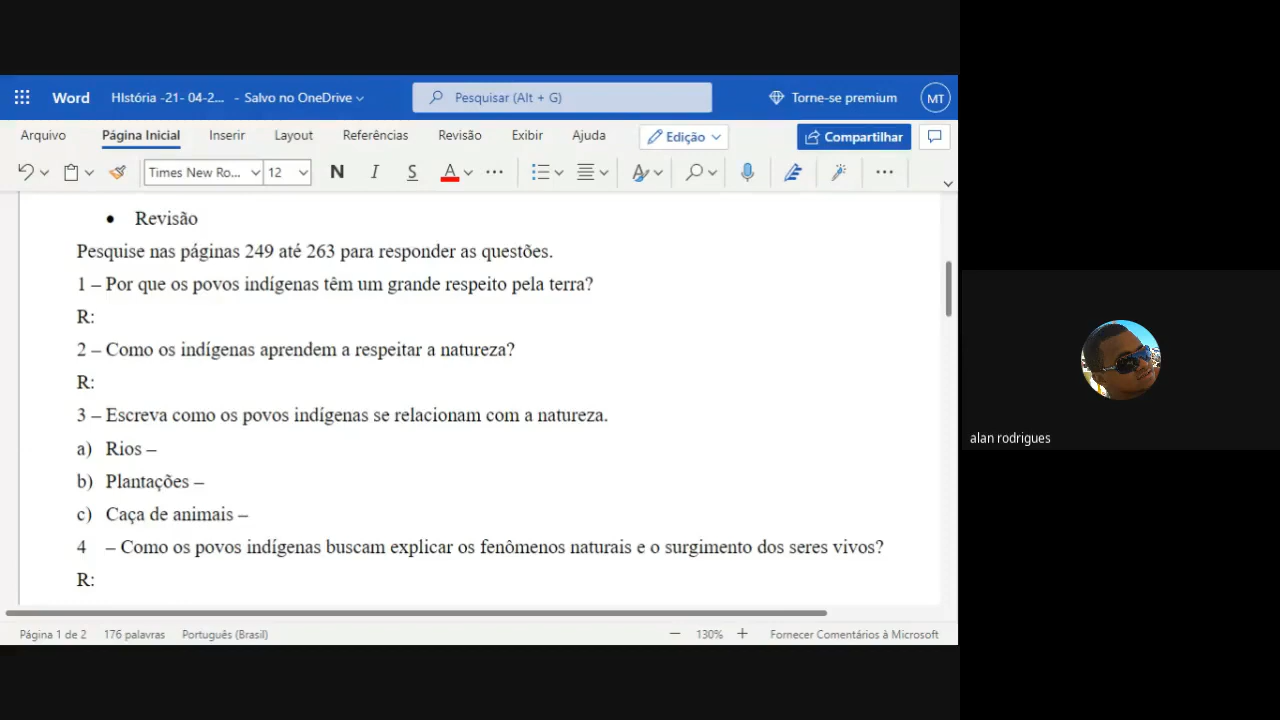 Word HIstória -21- 04-2... - Salvo no OneDrive Pesquisar (Alt + G) Torne-se premium MT
Arquivo Página Inicial Inserir Layout Referências Revisão Exibir Ajuda Edição Compartilhar
Times New Ro... 12 N I S A ... ...
• Revisão
Pesquise nas páginas 249 até 263 para responder as questões.
1 – Por que os povos indígenas têm um grande respeito pela terra?
R:
2 – Como os indígenas aprendem a respeitar a natureza?
R:
3 – Escreva como os povos indígenas se relacionam com a natureza.
a) Rios –
b) Plantações –
c) Caça de animais –
4 – Como os povos indígenas buscam explicar os fenômenos naturais e o surgimento dos seres vivos?
R:
Página 1 de 2 176 palavras Português (Brasil) — 130% + Fornecer Comentários à Microsoft
alan rodrigues